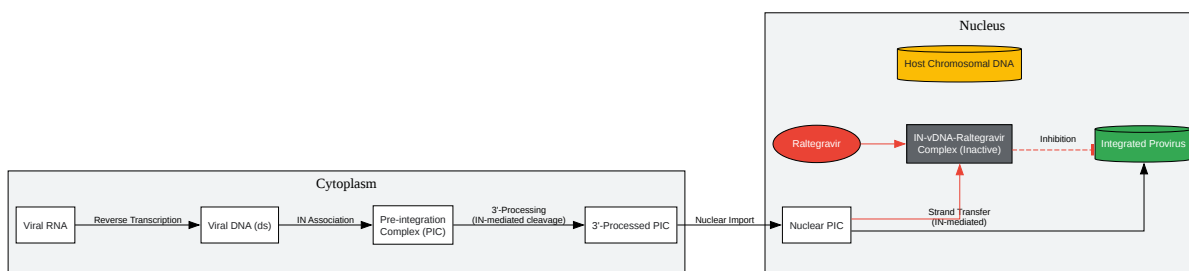 Nucleus
Host Chromosomal DNA
Raltegravir
IN-vDNA-Raltegravir
Complex (Inactive)
Inhibition
Integrated Provirus
Cytoplasm
Viral RNA
Reverse Transcription
Viral DNA (ds)
IN Association
Pre-integration
Complex (PIC)
3'-Processing
(IN-mediated cleavage)
3'-Processed PIC
Nuclear Import
Nuclear PIC
Strand Transfer
(IN-mediated)